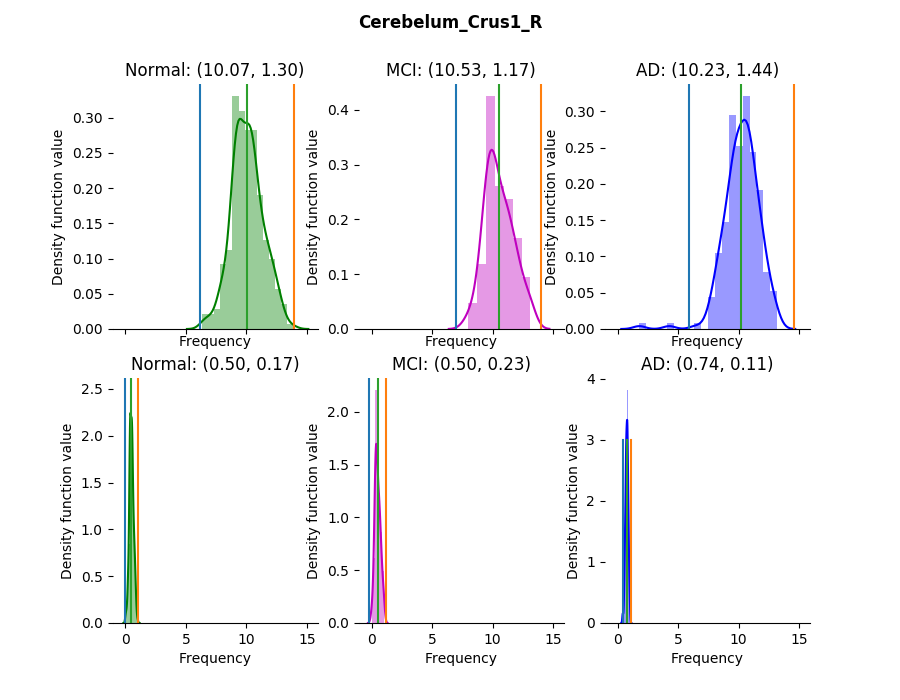 Cerebelum_Crus1_R
Normal: (10.07, 1.30)
MCI: (10.53, 1.17)
AD: (10.23, 1.44)
Density function value
0.30
0.25
0.20
0.15
0.10
0.05
0.00
Frequency
Density function value
0.4
0.3
0.2
0.1
0.0
Frequency
Density function value
0.30
0.25
0.20
0.15
0.10
0.05
0.00
Frequency
Normal: (0.50, 0.17)
MCI: (0.50, 0.23)
AD: (0.74, 0.11)
Density function value
2.5
2.0
1.5
1.0
0.5
0.0
0 5 10 15
Frequency
Density function value
2.0
1.5
1.0
0.5
0.0
0 5 10 15
Frequency
Density function value
4
3
2
1
0
0 5 10 15
Frequency